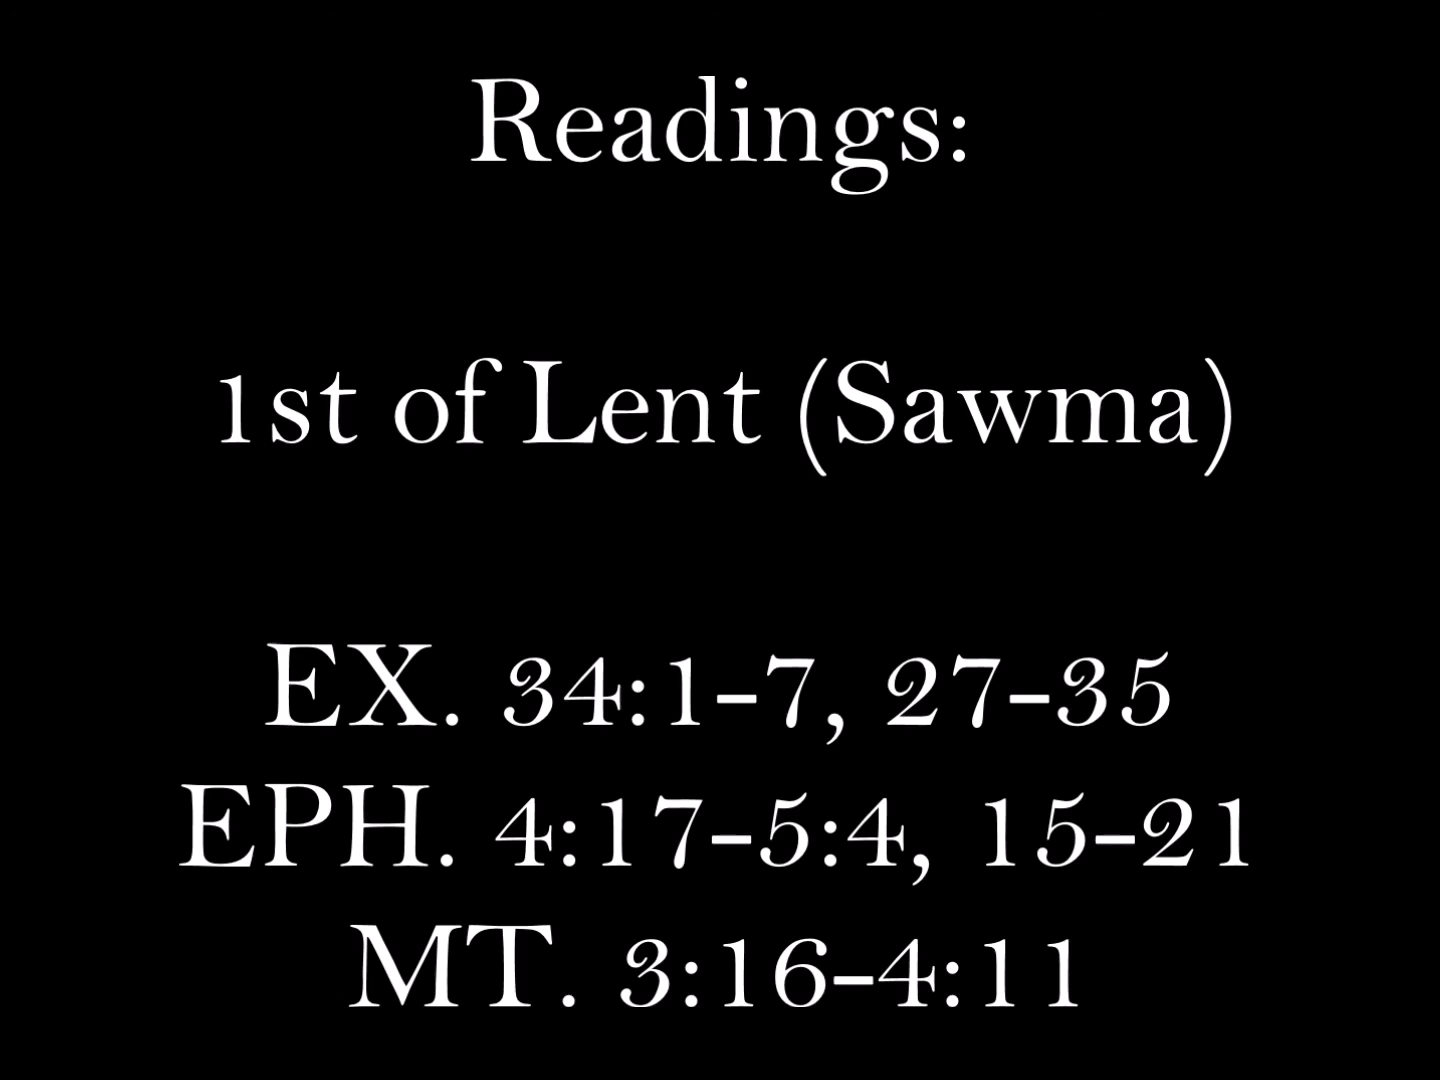 Readings:
1st of Lent (Sawma)
EX. 34:1-7, 27-35
EPH. 4:17-5:4, 15-21
MT. 3:16-4:11